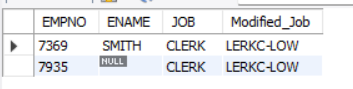 EMPNO ENAME JOB Modified_Job
7369 SMITH CLERK LERKC-LOW
7935 NULL CLERK LERKC-LOW